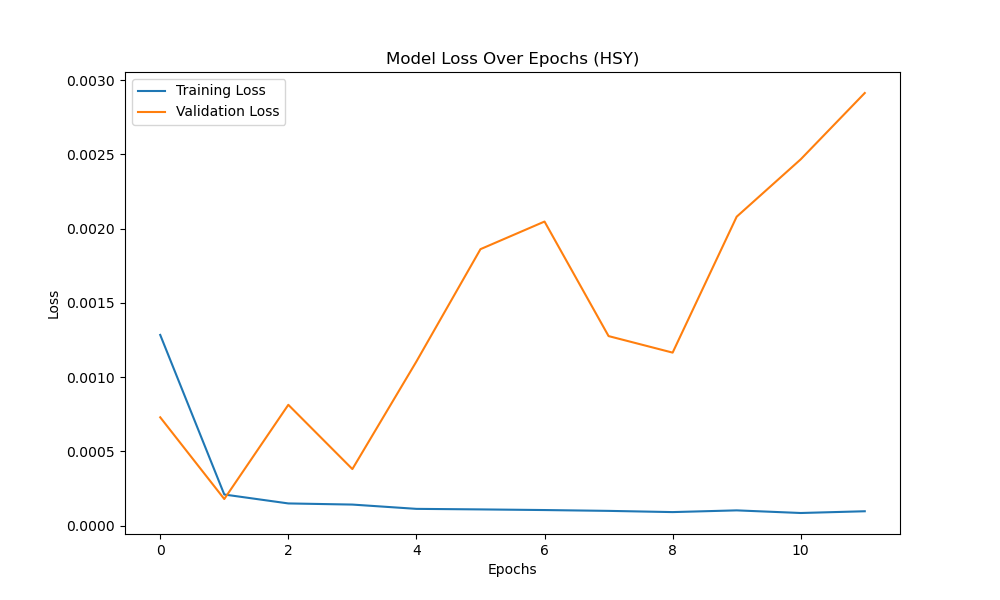 Model Loss Over Epochs (HSY)
Training Loss
Validation Loss
0.0030
0.0025
0.0020
0.0015
0.0010
0.0005
0.0000
Loss
0 2 4 6 8 10
Epochs